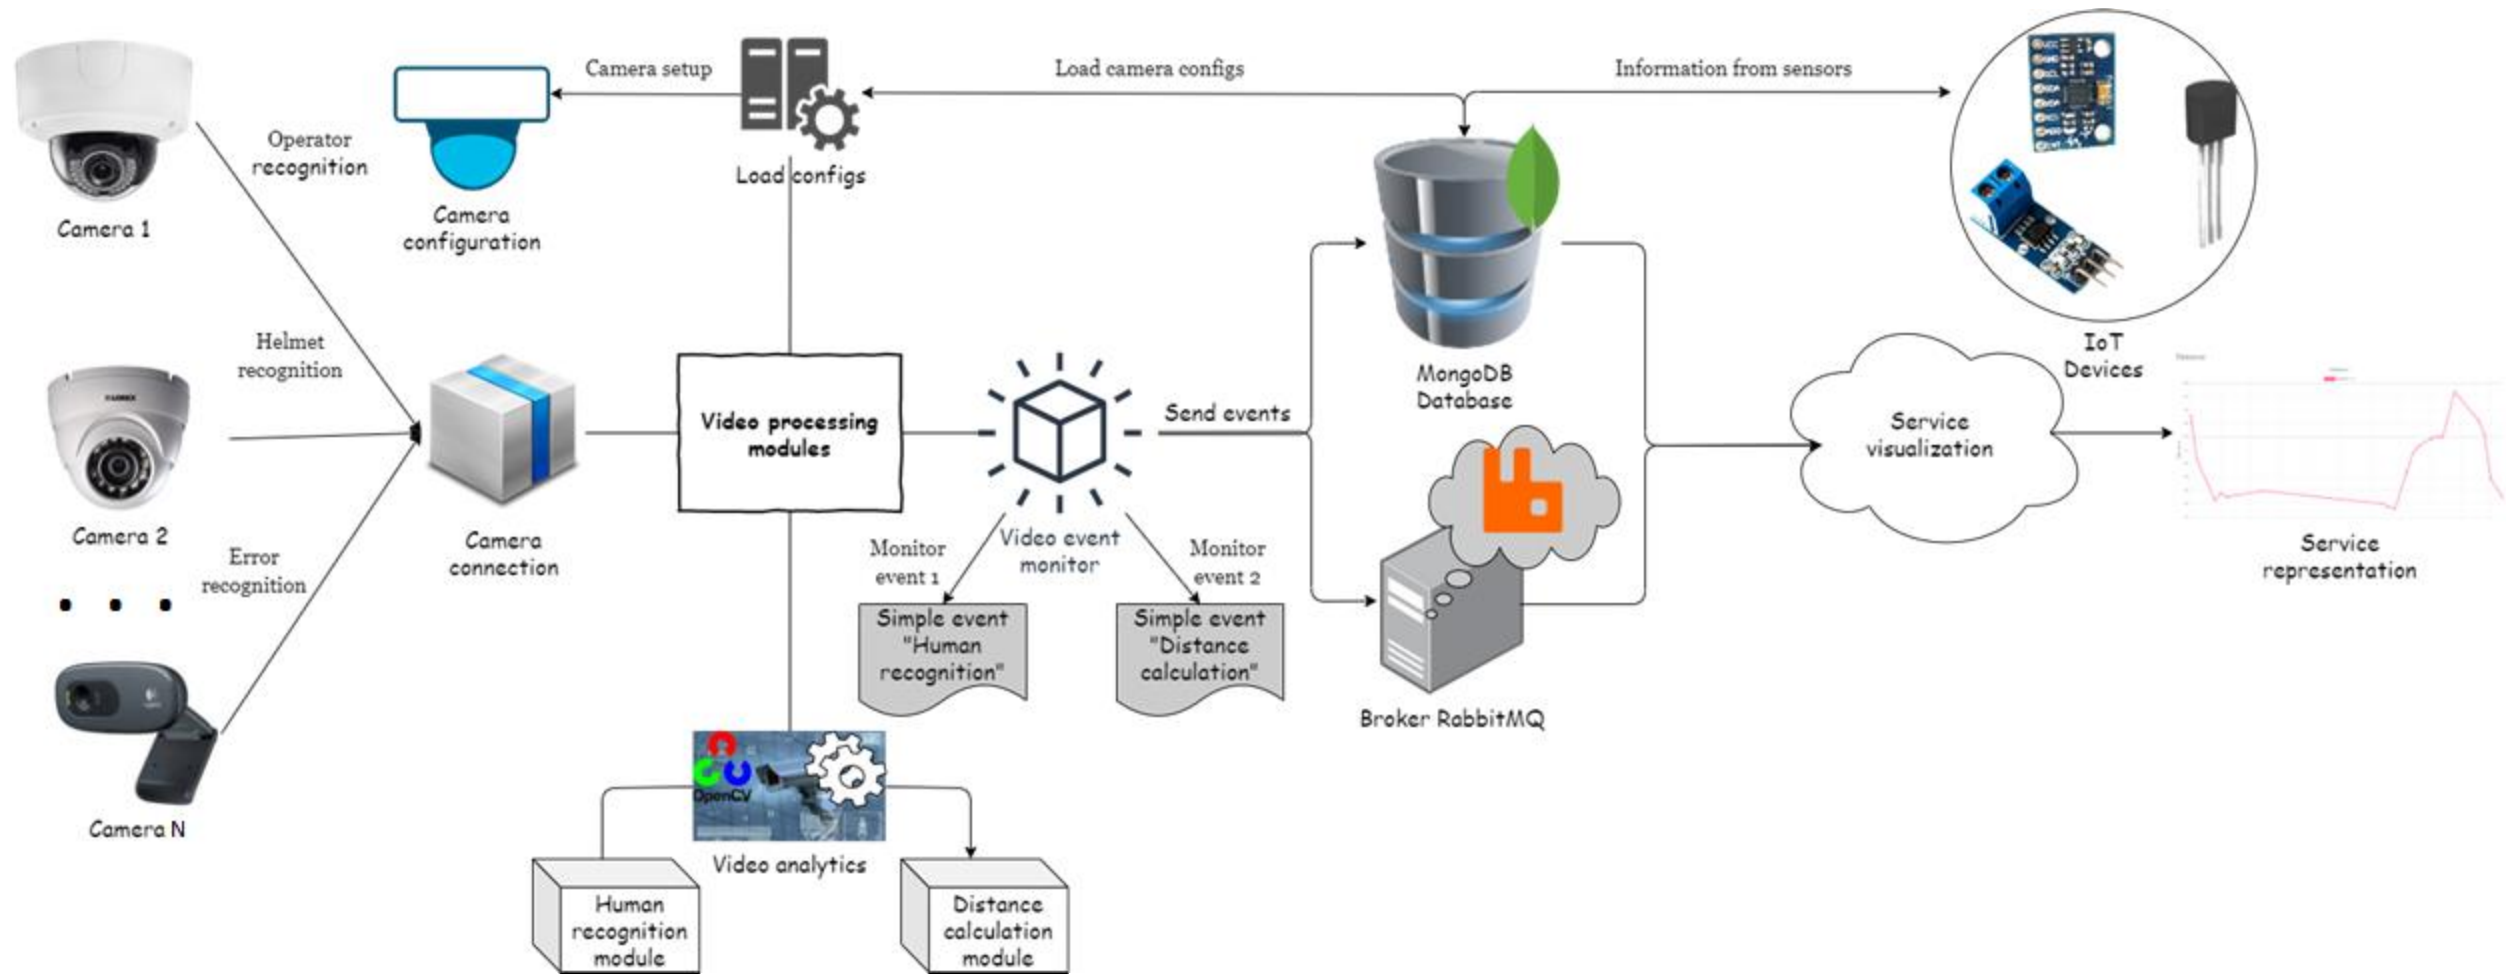 Camera setup
Load camera configs
Information from sensors
Operator
recognition
Load configs
Camera 1
Camera
configuration
Helmet
recognition
IoT
Devices
MongoDB
Database
Send events
Video processing
modules
Service
visualization
Camera 2
Camera
connection
Video event
monitor
Monitor
event 1
Monitor
event 2
Error
recognition
Service
representation
Simple event
"Human
recognition"
Simple event
"Distance
calculation"
Broker RabbitMQ
OpenCV
Camera N
Video analytics
Human
recognition
module
Distance
calculation
module